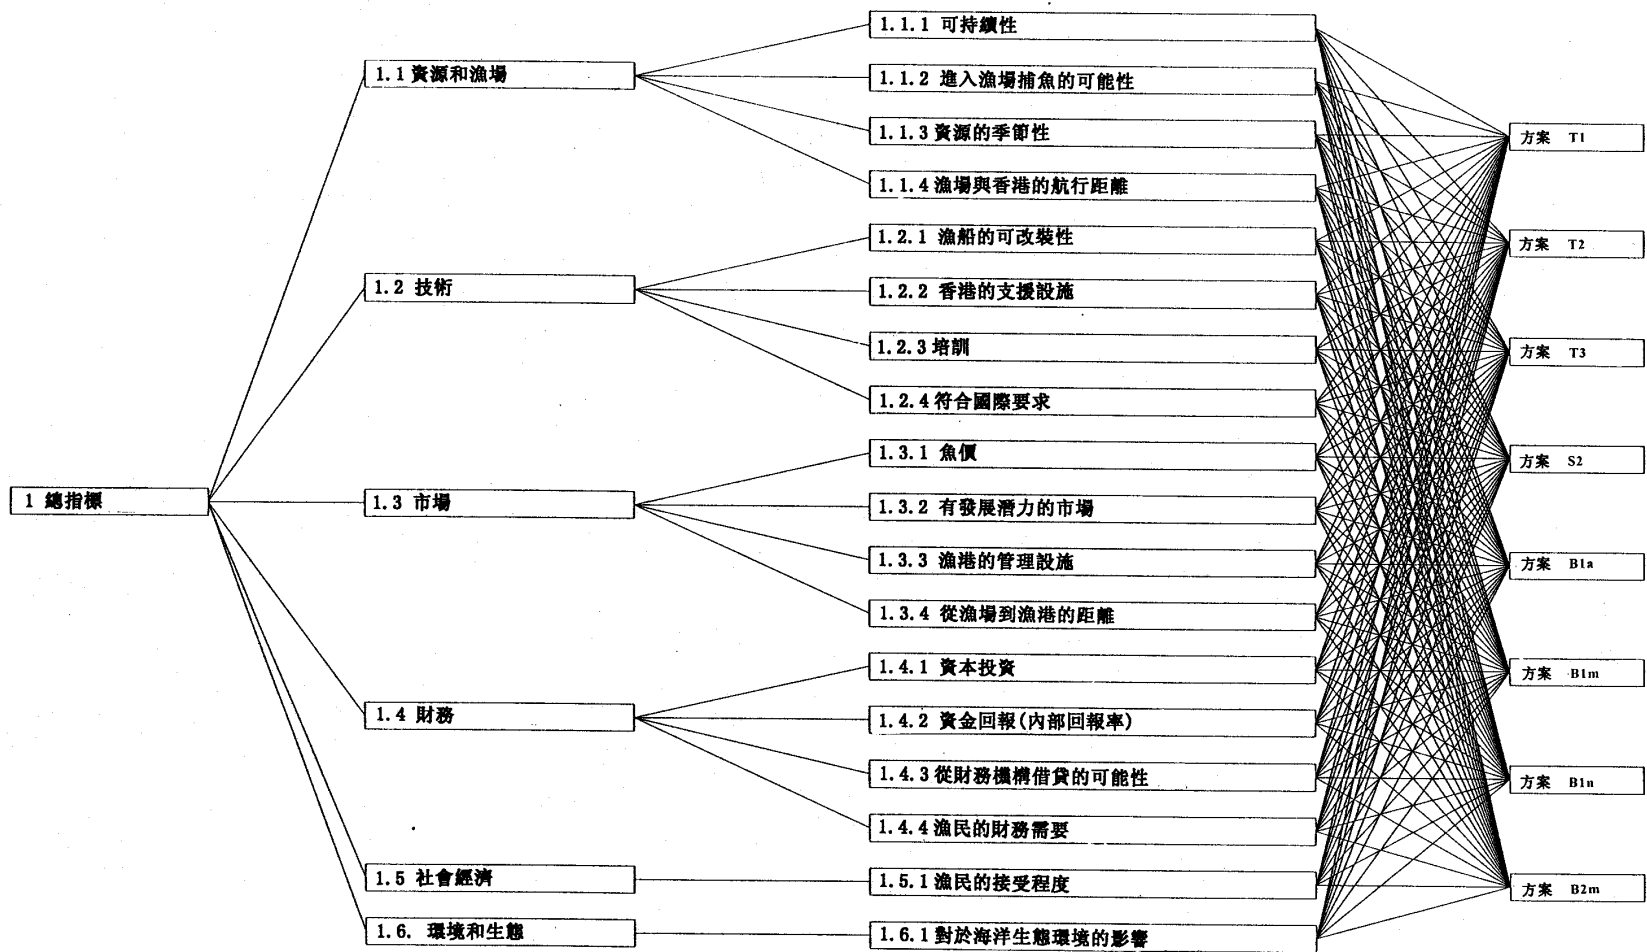 1 總指標
1.1 資源和漁場
1.2 技術
1.3 市場
1.4 財務
1.5 社會經濟
1.6. 環境和生態
1.1.1 可持續性
1.1.2 進入漁場捕魚的可能性
1.1.3 資源的季節性
1.1.4 漁場與香港的航行距離
1.2.1 漁船的可改裝性
1.2.2 香港的支援設施
1.2.3 培訓
1.2.4 符合國際要求
1.3.1 魚價
1.3.2 有發展潛力的市場
1.3.3 漁港的管理設施
1.3.4 從漁場到漁港的距離
1.4.1 資本投資
1.4.2 資金回報(內部回報率)
1.4.3 從財務機構借貸的可能性
1.4.4 漁民的財務需要
1.5.1 漁民的接受程度
1.6.1 對於海洋生態環境的影響
方案 T1
方案 T2
方案 T3
方案 S2
方案 B1a
方案 B1m
方案 B1n
方案 B2m